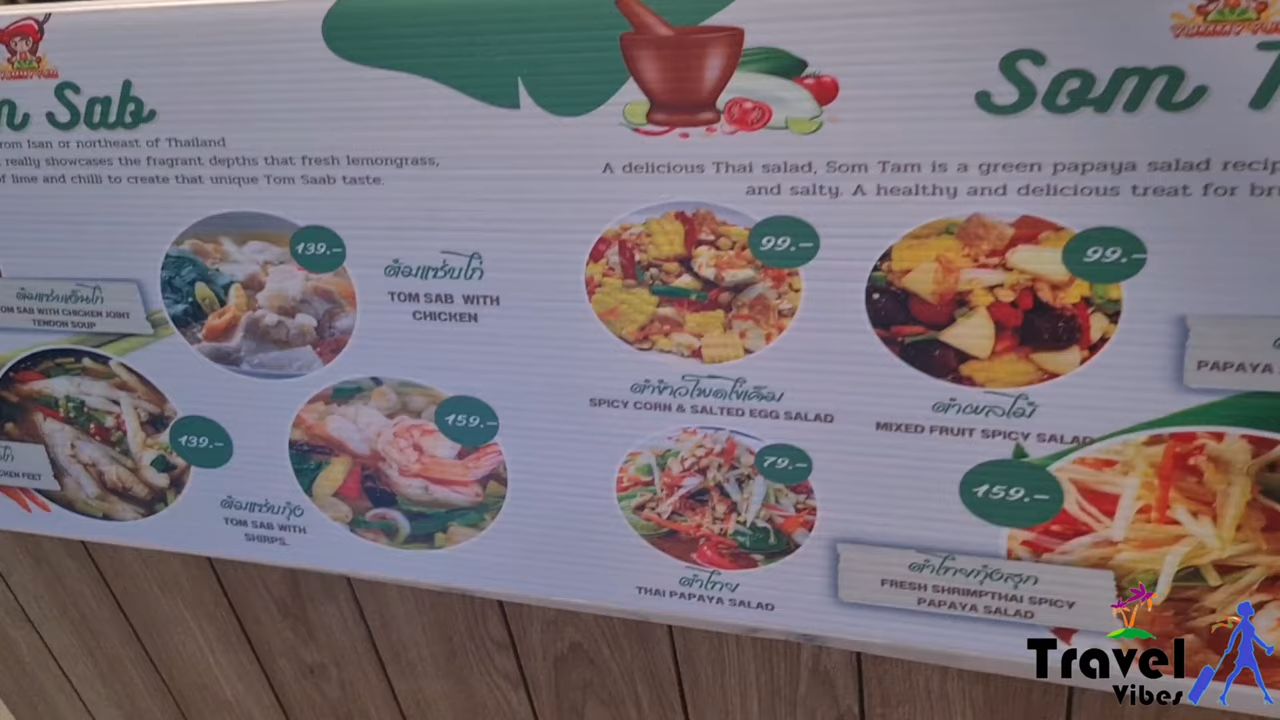 Sab
Som
from Isan or northeast of Thailand
really showcases the fragrant depths that fresh lemongrass,
of lime and chilli to create that unique Tom Saab taste.
A delicious Thai salad, Som Tam is a green papaya salad
and salty. A healthy and delicious treat for
139.-
ต้มแซ่บไก่
TOM SAB WITH
CHICKEN
ต้มแซ่บเอ็นไก่
TOM SAB WITH CHICKEN JOINT
TENDON SOUP
139.-
CHICKEN FEET
159.-
ต้มแซ่บกุ้ง
TOM SAB WITH
SHIRPS.
99.-
ตำข้าวโพดไข่เค็ม
SPICY CORN & SALTED EGG SALAD
99.-
ตำผลไม้
MIXED FRUIT SPICY SALAD
PAPAYA
79.-
ตำไทย
THAI PAPAYA SALAD
159.-
ตำไทยกุ้งสุก
FRESH SHRIMPTHAI SPICY
PAPAYA SALAD
Travel
Vibes